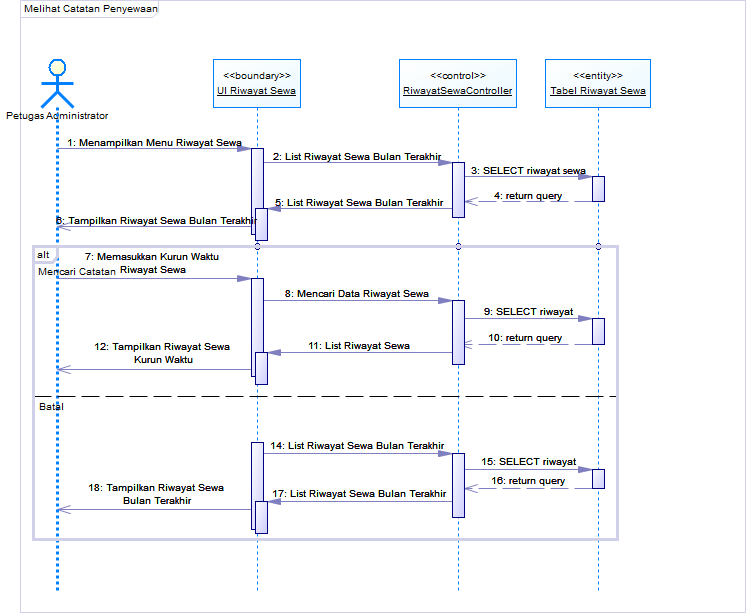 Melihat Catatan Penyewaan
<<boundary>>
UI Riwayat Sewa
<<control>>
RiwayatSewaController
<<entity>>
Tabel Riwayat Sewa
Petugas Administrator
1: Menampilkan Menu Riwayat Sewa
2: List Riwayat Sewa Bulan Terakhir
3: SELECT riwayat sewa
4: return query
5: List Riwayat Sewa Bulan Terakhir
6: Tampilkan Riwayat Sewa Bulan Terakhir
alt
Mencari Catatan
7: Memasukkan Kurun Waktu
Riwayat Sewa
8: Mencari Data Riwayat Sewa
9: SELECT riwayat
10: return query
11: List Riwayat Sewa
12: Tampilkan Riwayat Sewa
Kurun Waktu
Batal
14: List Riwayat Sewa Bulan Terakhir
15: SELECT riwayat
16: return query
17: List Riwayat Sewa Bulan Terakhir
18: Tampilkan Riwayat Sewa
Bulan Terakhir